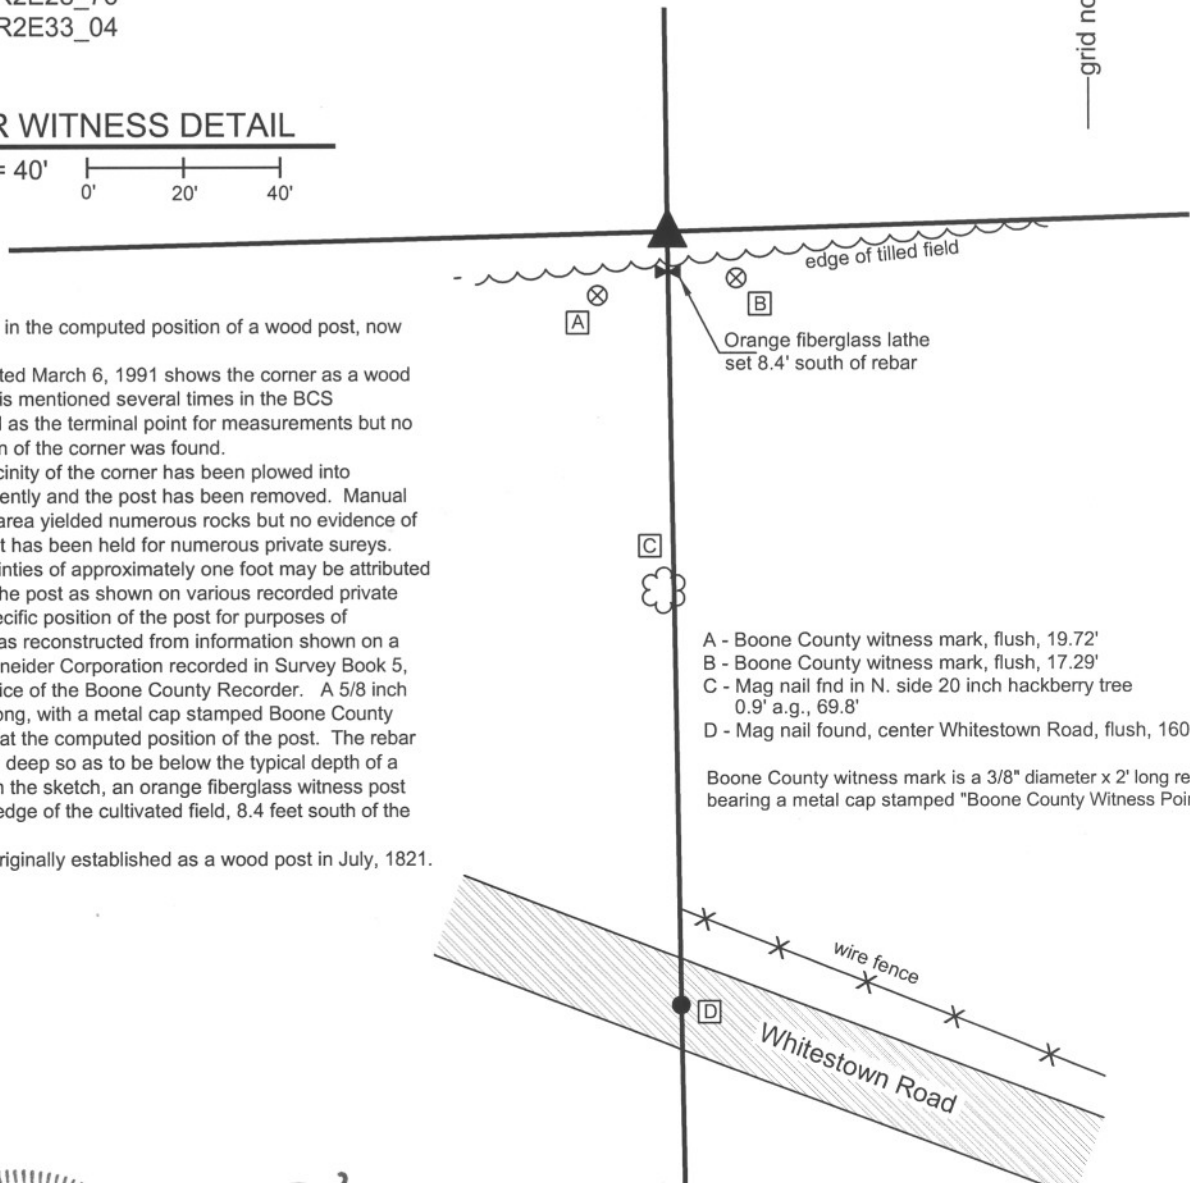 R2E33_04
grid
WITNESS DETAIL
= 40'
0' 20' 40'
edge of tilled field
A
B
Orange fiberglass lathe
set 8.4' south of rebar
in the computed position of a wood post, now
ted March 6, 1991 shows the corner as a wood
is mentioned several times in the BCS
as the terminal point for measurements but no
n of the corner was found.
cinity of the corner has been plowed into
ently and the post has been removed. Manual
area yielded numerous rocks but no evidence of
t has been held for numerous private sureys.
inties of approximately one foot may be attributed
he post as shown on various recorded private
ecific position of the post for purposes of
as reconstructed from information shown on a
neider Corporation recorded in Survey Book 5,
ice of the Boone County Recorder. A 5/8 inch
ong, with a metal cap stamped Boone County
at the computed position of the post. The rebar
deep so as to be below the typical depth of a
n the sketch, an orange fiberglass witness post
edge of the cultivated field, 8.4 feet south of the
riginally established as a wood post in July, 1821.
C
A - Boone County witness mark, flush, 19.72'
B - Boone County witness mark, flush, 17.29'
C - Mag nail fnd in N. side 20 inch hackberry tree
0.9' a.g., 69.8'
D - Mag nail found, center Whitestown Road, flush, 160
Boone County witness mark is a 3/8" diameter x 2' long re
bearing a metal cap stamped "Boone County Witness Poi
wire fence
D
Whitestown Road